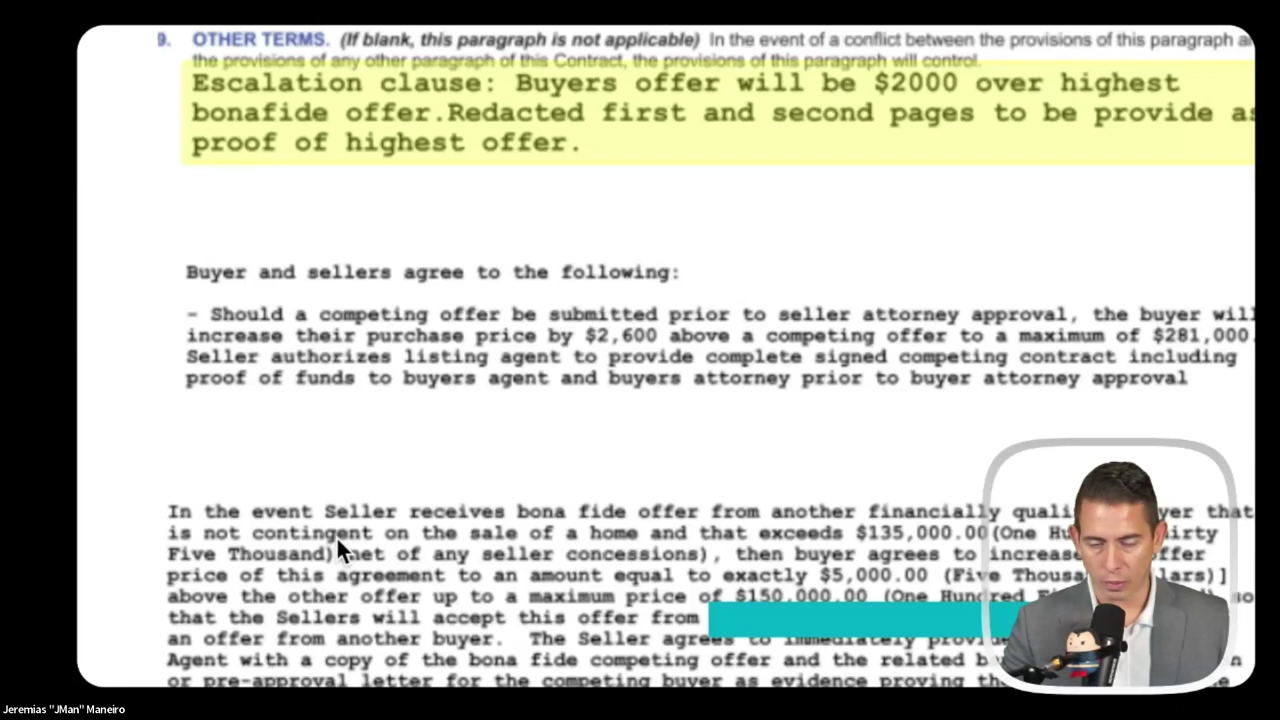 9. OTHER TERMS. (If blank, this paragraph is not applicable) In the event of a conflict between the provisions of this paragraph
the provisions of any other paragraph of this Contract, the provisions of this paragraph will control.
Escalation clause: Buyers offer will be $2000 over highest
bonafide offer.Redacted first and second pages to be provide as
proof of highest offer.
Buyer and sellers agree to the following:
- Should a competing offer be submitted prior to seller attorney approval, the buyer will
increase their purchase price by $2,600 above a competing offer to a maximum of $281,000.
Seller authorizes listing agent to provide complete signed competing contract including
proof of funds to buyers agent and buyers attorney prior to buyer attorney approval
In the event Seller receives bona fide offer from another financially that
is not contingent on the sale of a home and that exceeds $135,000.00(One
Five Thousand) net of any seller concessions), then buyer agrees to
price of this agreement to an amount equal to exactly $5,000.00 (Five
above the other offer up to a maximum price of $150,000.00 (One Hundred so
that the Sellers will accept this offer from
an offer from another buyer. The Seller agrees to immediately
Agent with a copy of the bona fide competing offer and the related
or pre-approval letter for the competing buyer as evidence proving
Jeremias "JMan" Maneiro